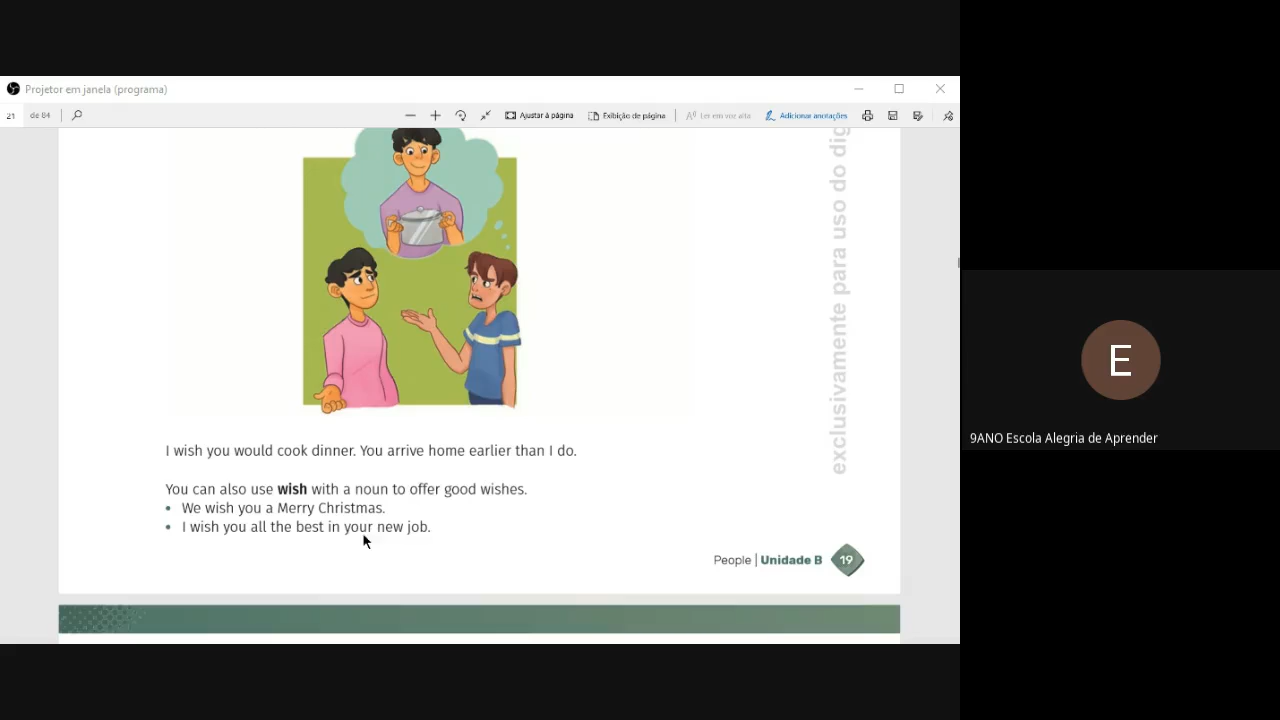 Projetor em janela (programa)
21 de 84
Ajustar à página
Exibição de página
Ler em voz alta
Adicionar anotações
exclusivamente para uso do dig
I wish you would cook dinner. You arrive home earlier than I do.
You can also use wish with a noun to offer good wishes.
• We wish you a Merry Christmas.
• I wish you all the best in your new job.
People | Unidade B 19
E
9ANO Escola Alegria de Aprender